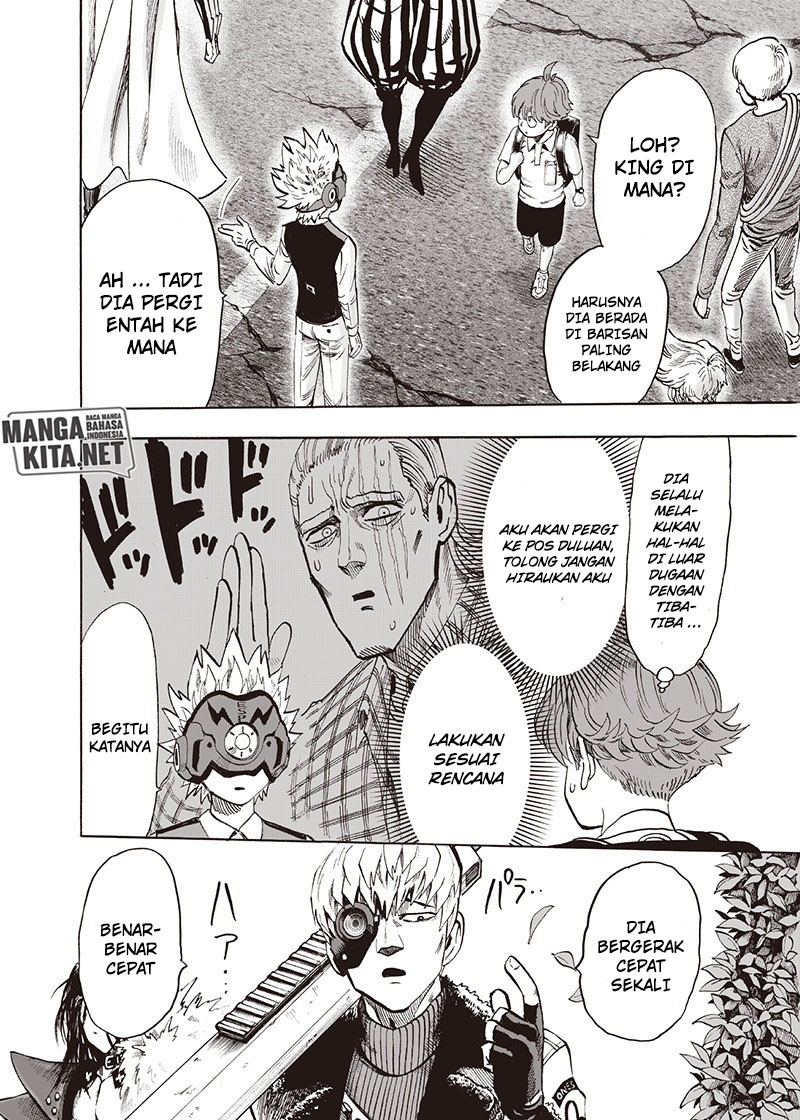 LOH?
KING DI
MANA?
HARUSNYA
DIA BERADA
DI BARISAN
PALING
BELAKANG
AH ... TADI
DIA PERGI
ENTAH KE
MANA
MANGA
KITA.NET
BACA MANGA
BAHASA
INDONESIA
DIA
SELALU
MELA-
KUKAN
HAL-HAL
DI LUAR
DUGAAN
DENGAN
TIBA-
TIBA ...
AKU AKAN PERGI
KE POS DULUAN,
TOLONG JANGAN
HIRAUKAN AKU
LAKUKAN
SESUAI
RENCANA
ドドド
ESP
BEGITU
KATANYA
パラ..
DIA
BERGERAK
CEPAT
SEKALI
ハァ..
BENAR-
BENAR
CEPAT